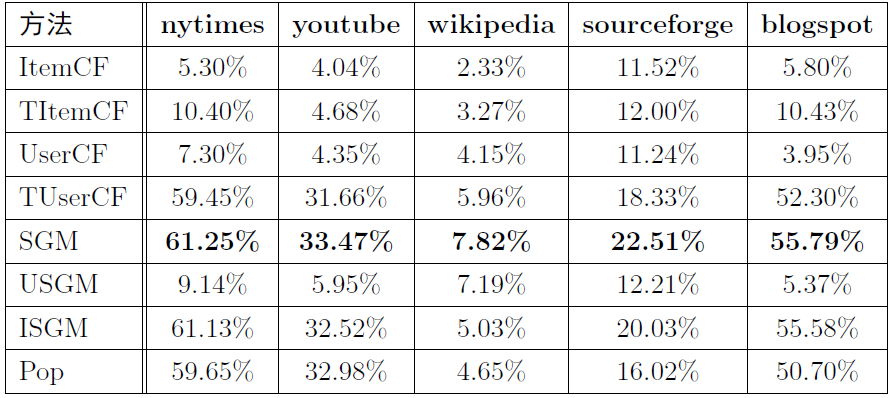 方法 nytimes youtube wikipedia sourceforge blogspot
ItemCF 5.30% 4.04% 2.33% 11.52% 5.80%
TItemCF 10.40% 4.68% 3.27% 12.00% 10.43%
UserCF 7.30% 4.35% 4.15% 11.24% 3.95%
TUserCF 59.45% 31.66% 5.96% 18.33% 52.30%
SGM 61.25% 33.47% 7.82% 22.51% 55.79%
USGM 9.14% 5.95% 7.19% 12.21% 5.37%
ISGM 61.13% 32.52% 5.03% 20.03% 55.58%
Pop 59.65% 32.98% 4.65% 16.02% 50.70%